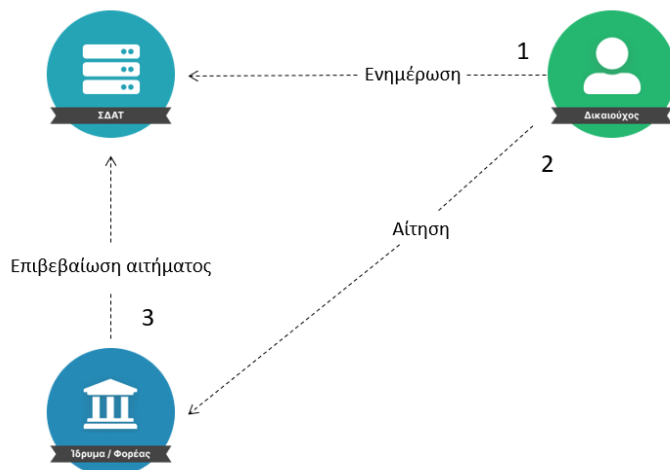 1
Ενημέρωση
ΣΔΑΤ
Δικαιούχος
2
Αίτηση
Επιβεβαίωση αιτήματος
3
Ίδρυμα / Φορέας